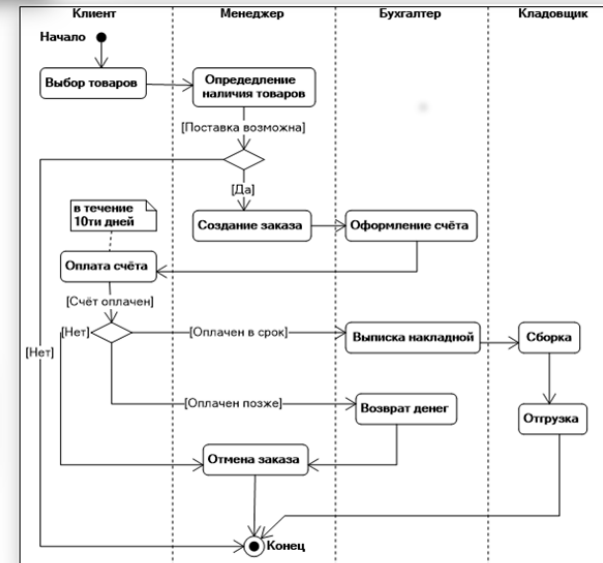 Клиент
Менеджер
Бухгалтер
Кладовщик
Начало
Выбор товаров
Опредедление
наличия товаров
[Поставка возможна]
[Да]
в течение
10ти дней
Создание заказа
Оформление счёта
Оплата счёта
[Счёт оплачен]
[Нет]
[Оплачен в срок]
Выписка накладной
Сборка
[Нет]
[Оплачен позже]
Возврат денег
Отгрузка
Отмена заказа
Конец